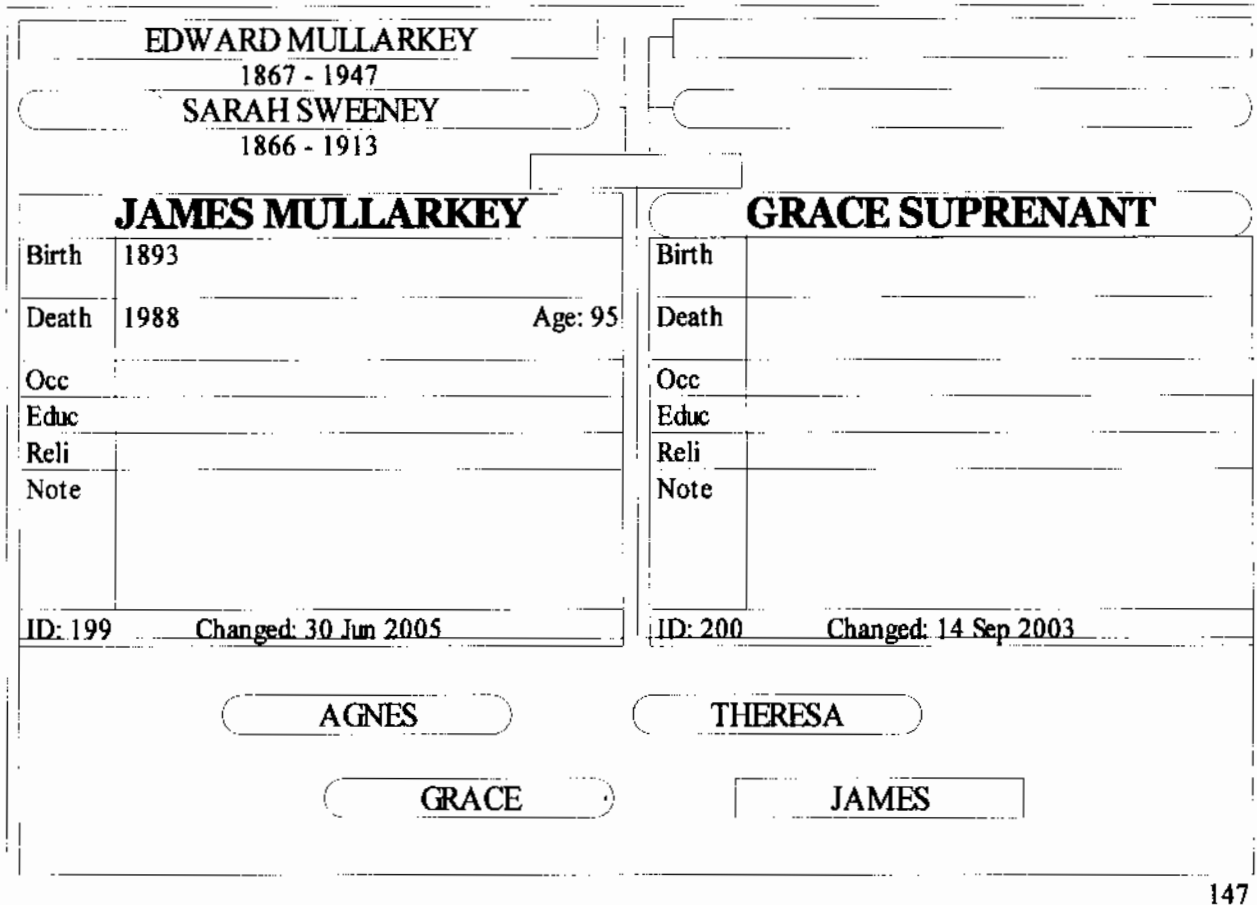 EDWARD MULLARKEY
1867 - 1947
SARAH SWEENEY
1866 - 1913
JAMES MULLARKEY
Birth 1893
Death 1988 Age: 95
Occ
Educ
Reli
Note
ID: 199 Changed: 30 Jun 2005
GRACE SUPRENANT
Birth
Death
Occ
Educ
Reli
Note
ID: 200 Changed: 14 Sep 2003
AGNES THERESA
GRACE JAMES
147